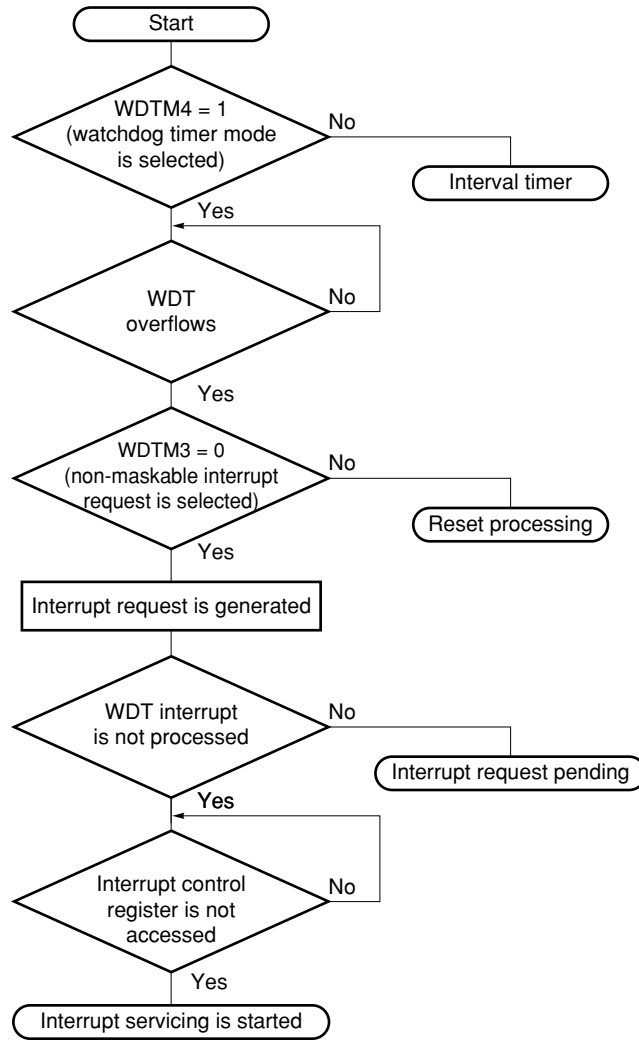 Start
WDTM4 = 1
(watchdog timer mode
is selected)
No
Interval timer
Yes
WDT
overflows
No
Yes
WDTM3 = 0
(non-maskable interrupt
request is selected)
No
Reset processing
Yes
Interrupt request is generated
WDT interrupt
is not processed
No
Interrupt request pending
Yes
Interrupt control
register is not
accessed
No
Yes
Interrupt servicing is started